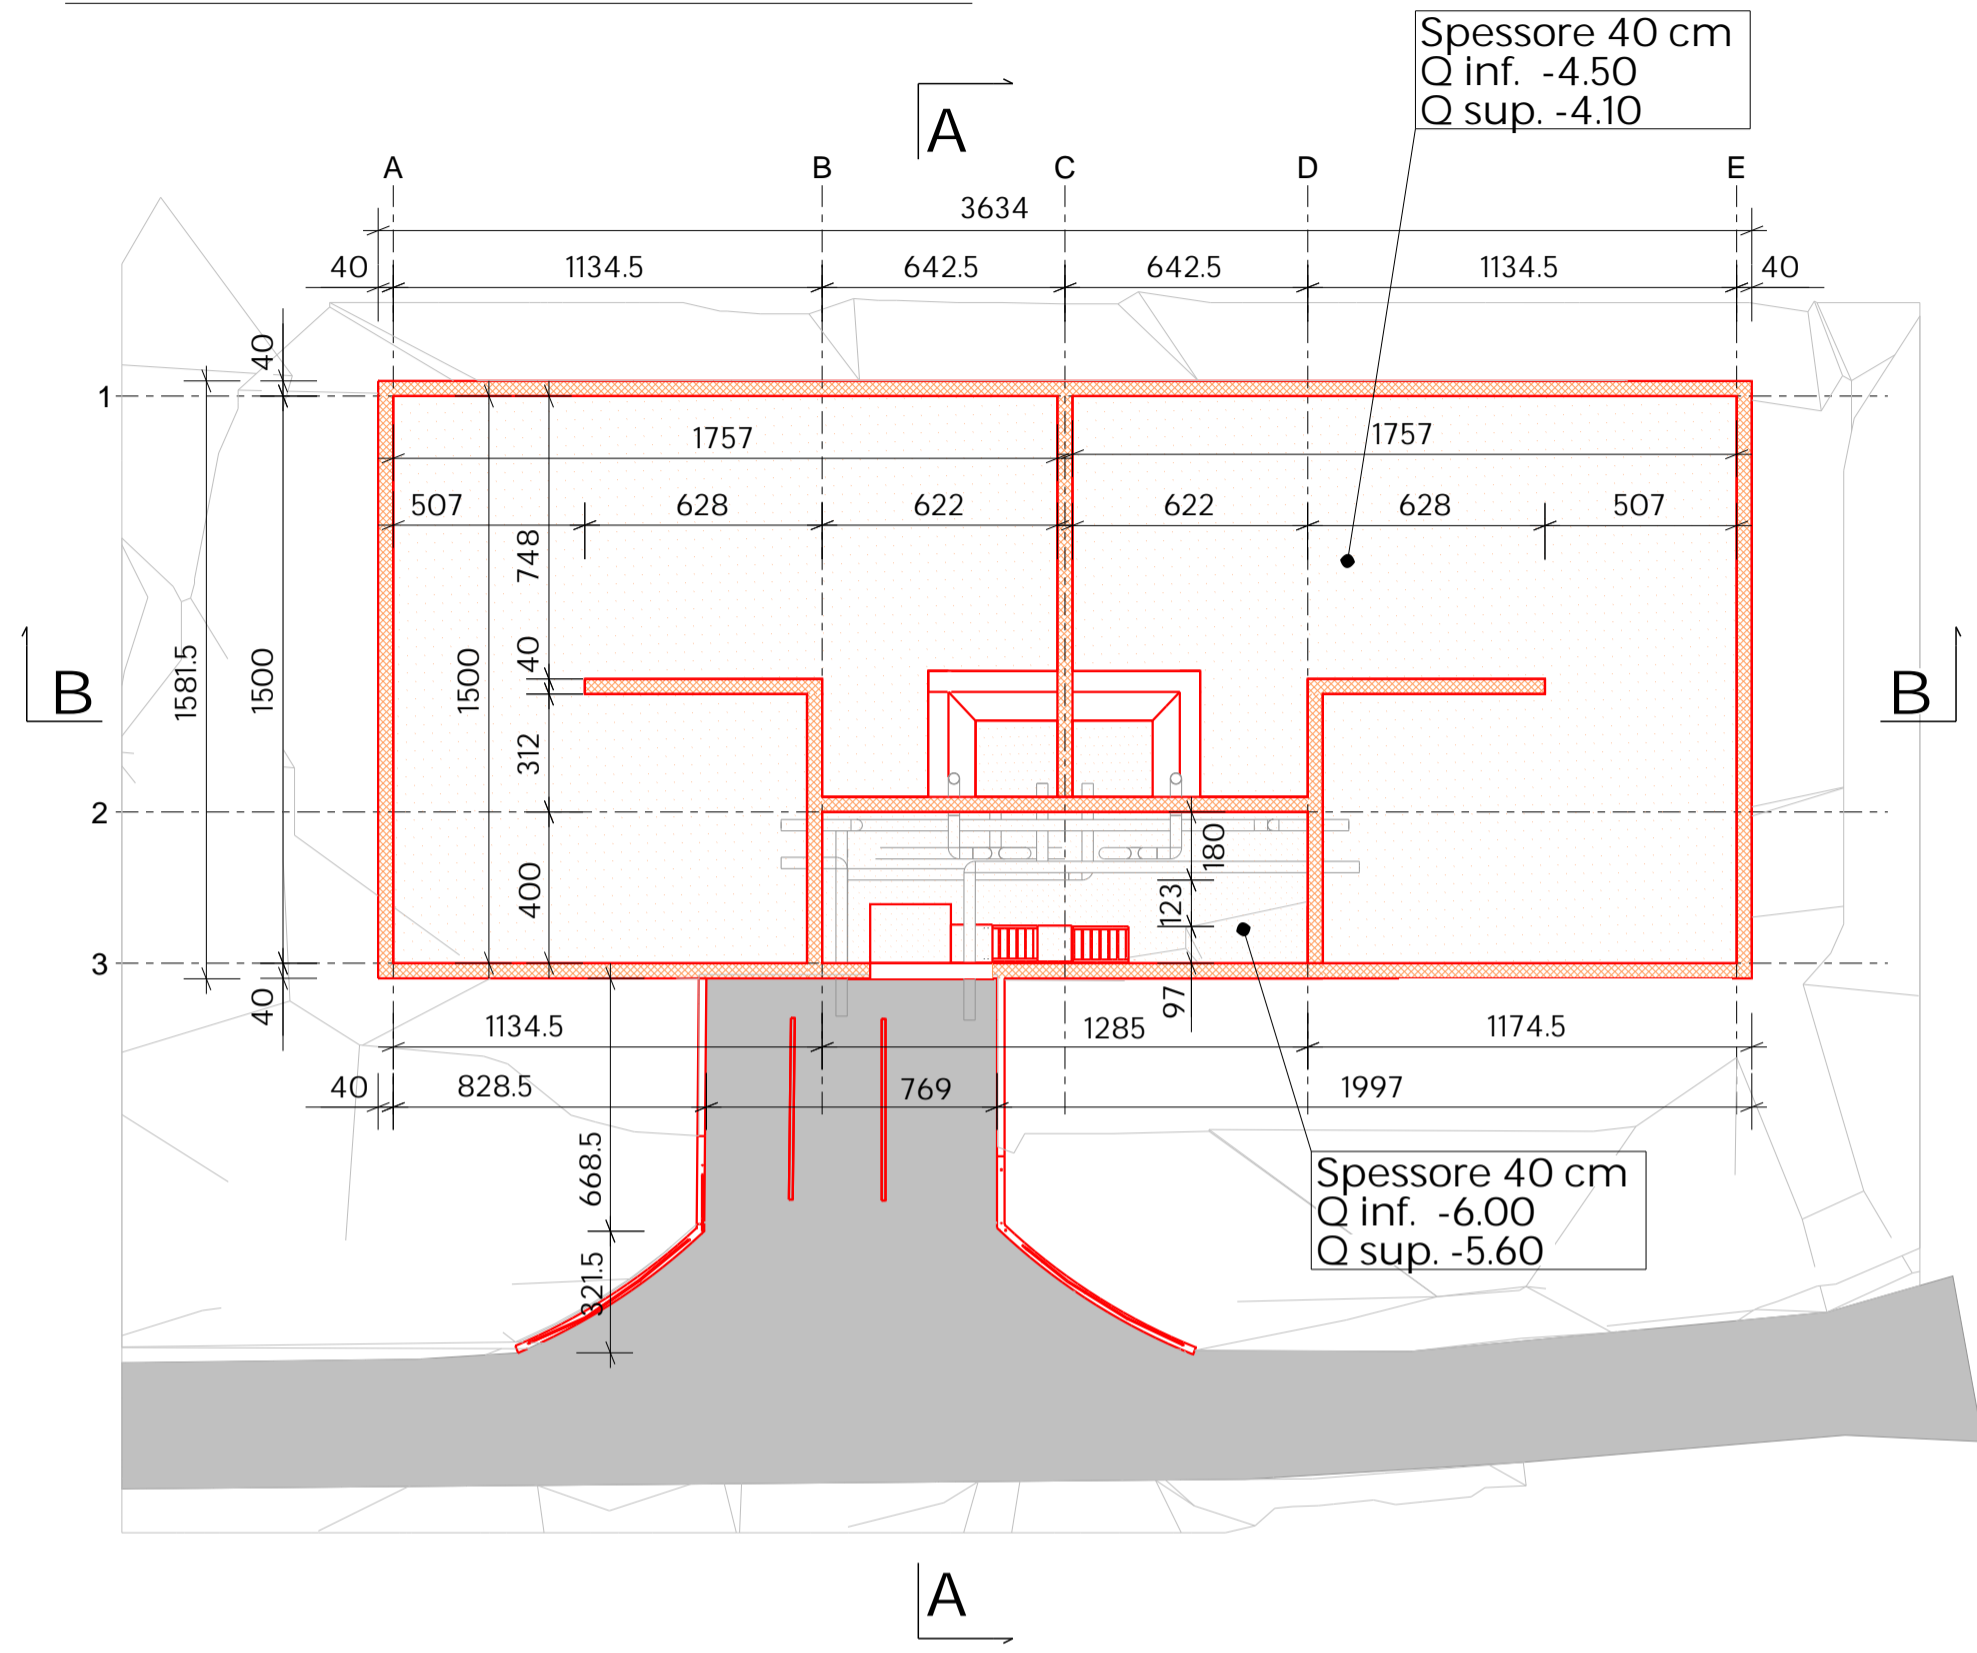 Spessore 40 cm
Q inf. -4.50
Q sup. -4.10
A
A B C D E
3634
40 1134.5 642.5 642.5 1134.5 40
40
1
1757 1757
507 628 622 622 628 507
748
40
1581.5 1500 1500
B B
312
2
180
400
123
3
40
97
1134.5 1285 1174.5
40 828.5 769 1997
668.5
Spessore 40 cm
Q inf. -6.00
Q sup. -5.60
321.5
A